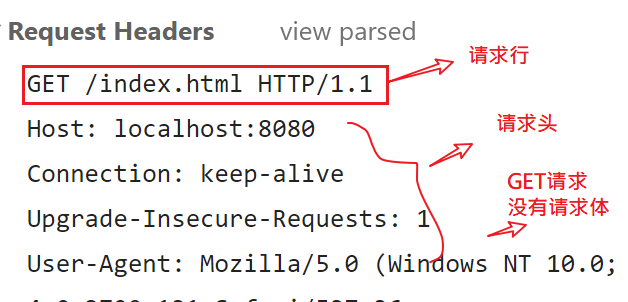 Request Headers view parsed
GET /index.html HTTP/1.1
请求行
Host: localhost:8080
请求头
Connection: keep-alive
GET请求
没有请求体
Upgrade-Insecure-Requests: 1
User-Agent: Mozilla/5.0 (Windows NT 10.0;